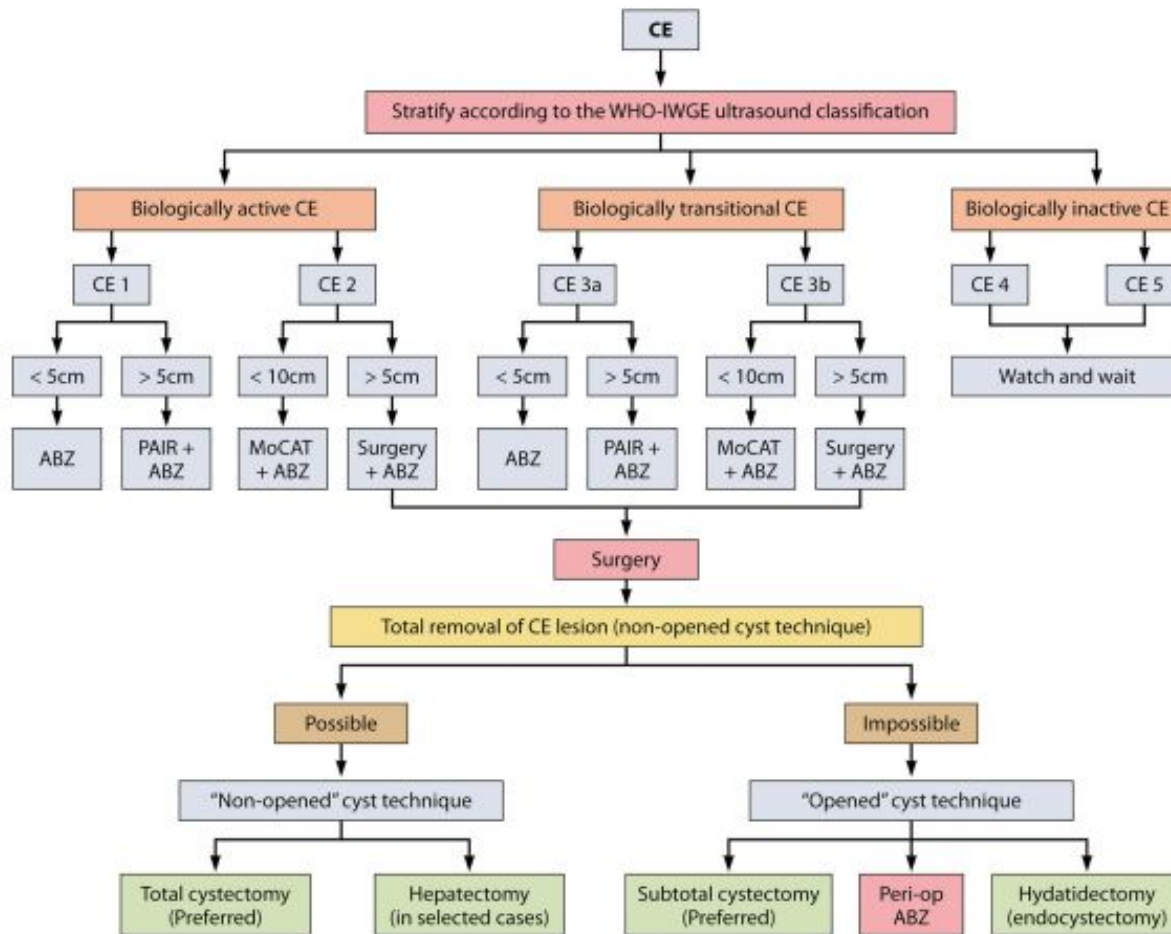 CE
Stratify according to the WHO-IWGE ultrasound classification
Biologically active CE
Biologically transitional CE
Biologically inactive CE
CE 1
CE 2
CE 3a
CE 3b
CE 4
CE 5
< 5cm
> 5cm
< 10cm
> 5cm
< 5cm
> 5cm
< 10cm
> 5cm
Watch and wait
ABZ
PAIR +
ABZ
MoCAT
+ ABZ
Surgery
+ ABZ
ABZ
PAIR +
ABZ
MoCAT
+ ABZ
Surgery
+ ABZ
Surgery
Total removal of CE lesion (non-opened cyst technique)
Possible
Impossible
“Non-opened” cyst technique
“Opened” cyst technique
Total cystectomy
(Preferred)
Hepatectomy
(in selected cases)
Subtotal cystectomy
(Preferred)
Peri-op
ABZ
Hydatidectomy
(endocystectomy)